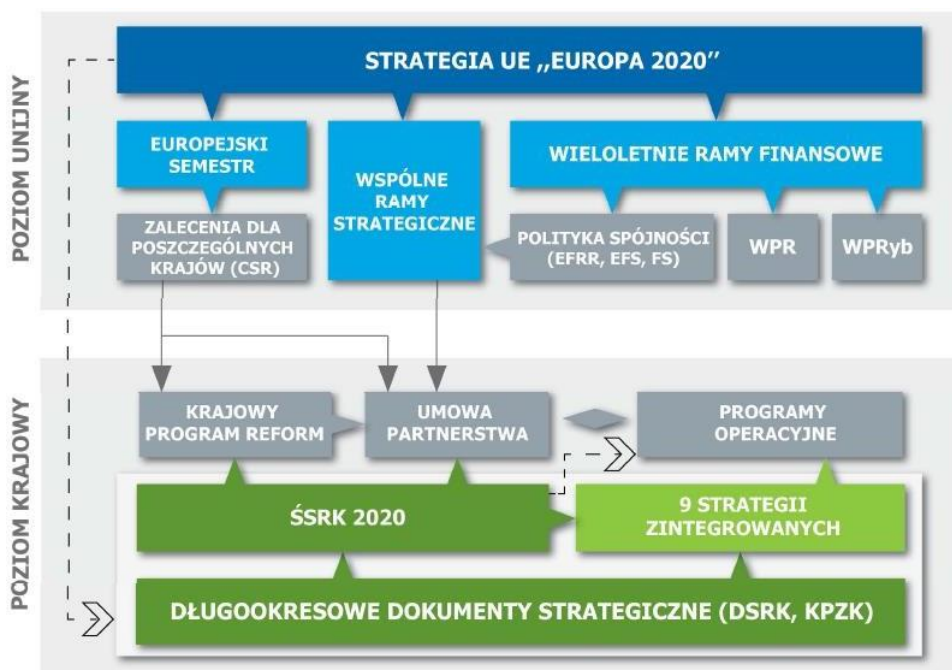 POZIOM UNIJNY
STRATEGIA UE ,,EUROPA 2020”
EUROPEJSKI
SEMESTR
WSPÓLNE
RAMY
STRATEGICZNE
WIELOLETNIE RAMY FINANSOWE
ZALECENIA DLA
POSZCZEGÓLNYCH
KRAJÓW (CSR)
POLITYKA SPÓJNOŚCI
(EFRR, EFS, FS)
WPR
WPRyb
POZIOM KRAJOWY
KRAJOWY
PROGRAM REFORM
UMOWA
PARTNERSTWA
PROGRAMY
OPERACYJNE
ŚSRK 2020
9 STRATEGII
ZINTEGROWANYCH
DŁUGOOKRESOWE DOKUMENTY STRATEGICZNE (DSRK, KPZK)